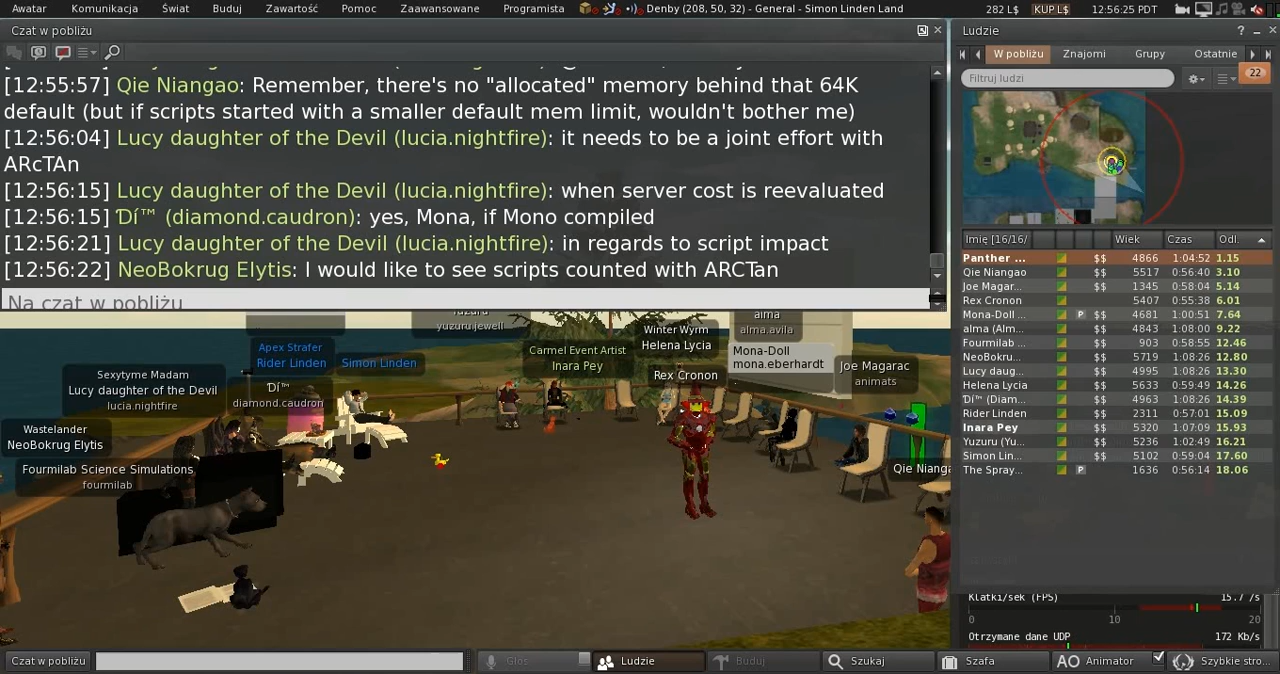 Awatar Komunikacja Świat Buduj Zawartość Pomoc Zaawansowane Programista Denby (208, 50, 32) - General - Simon Linden Land 282 L$ KUP L$ 12:56:25 PDT
Czat w pobliżu
[12:55:57] Qie Niangao: Remember, there's no "allocated" memory behind that 64K
default (but if scripts started with a smaller default mem limit, wouldn't bother me)
[12:56:04] Lucy daughter of the Devil (lucia.nightfire): it needs to be a joint effort with
ARcTAn
[12:56:15] Lucy daughter of the Devil (lucia.nightfire): when server cost is reevaluated
[12:56:15] Ɗí™ (diamond.caudron): yes, Mona, if Mono compiled
[12:56:21] Lucy daughter of the Devil (lucia.nightfire): in regards to script impact
[12:56:22] NeoBokrug Elytis: I would like to see scripts counted with ARCTan
Na czat w pobliżu
yuzuru.jewell
alma
alma.avila
Winter Wyrm
Helena Lycia
Apex Strafer
Rider Linden
Simon Linden
Carmel Event Artist
Inara Pey
Mona-Doll
mona.eberhardt
Rex Cronon
Joe Magarac
animats
Sexytyme Madam
Lucy daughter of the Devil
lucia.nightfire
Ɗí™
diamond.caudron
Wastelander
NeoBokrug Elytis
Fourmilab Science Simulations
fourmilab
Qie Nianga
Ludzie
W pobliżu Znajomi Grupy Ostatnie
22
Filtruj ludzi
Imię [16/16/ Wiek Czas Odl.
Panther ... $$ 4866 1:04:52 1.15
Qie Niangao $$ 5517 0:56:40 3.10
Joe Magar... $$ 1345 0:58:04 5.14
Rex Cronon 5407 0:55:38 6.01
Mona-Doll ... P $$ 4681 1:00:51 7.64
alma (Alm... $$ 4843 1:08:00 9.22
Fourmilab ... $$ 903 0:58:55 12.46
NeoBokru... $$ 5719 1:08:26 12.80
Lucy daug... $$ 4995 1:08:26 13.30
Helena Lycia $$ 5633 0:59:49 14.26
Ɗí™ (Diam... $$ 4963 1:08:26 14.39
Rider Linden $$ 2311 0:57:01 15.09
Inara Pey $$ 5320 1:07:09 15.93
Yuzuru (Yu... $$ 5236 1:02:49 16.21
Simon Lin... $$ 5102 0:59:04 17.60
The Spray... P 1636 0:56:14 18.06
Klatki/sek (FPS) 15.7 /s
0 10 20
Otrzymane dane UDP 172 Kb/s
Czat w pobliżu Głos Ludzie Buduj Szukaj Szafa AO Animator Szybkie stro...